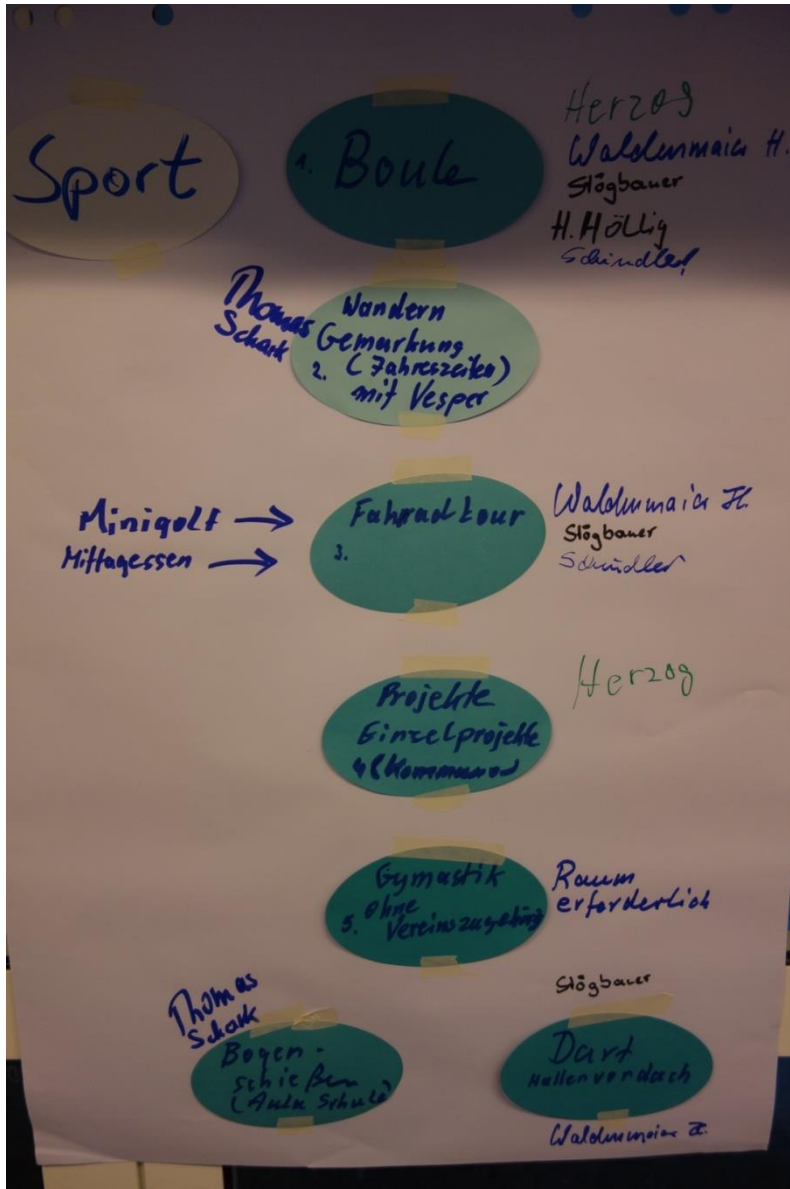 Sport
1. Boule
Herzog
Waldenmaier H.
Stögbauer
H. Höllig
Schindler
Thomas
Schark
Wandern
Gemarkung
2. (Jahreszeiten)
mit Vesper
Minigolf →
Mittagessen →
Fahrradtour
3.
Waldenmaier H.
Stögbauer
Schindler
Projekte
Einzelprojekte
4
Herzog
Gymastik
5. ohne
Vereinszugehörig
Raum
erforderlich
Thomas
Schark
Bogen-
schießen
(Aula Schule)
Stögbauer
Dart
Hallenvordach
Waldenmaier H.